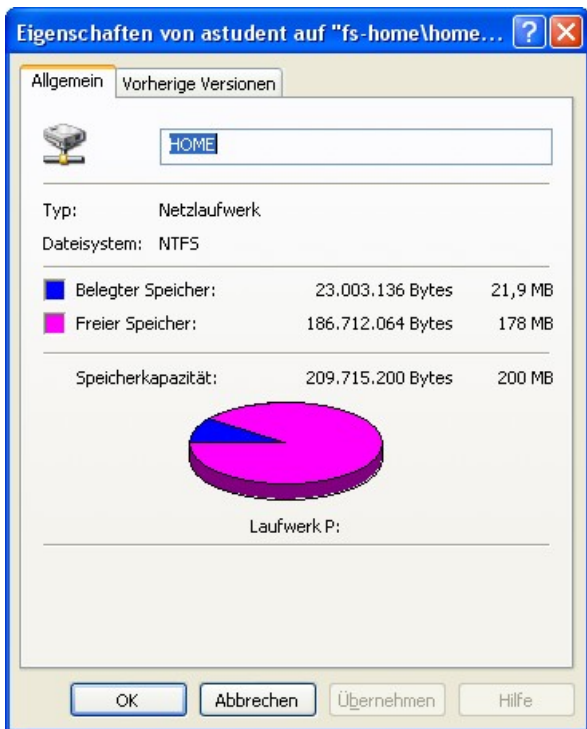 Eigenschaften von astudent auf "fs-home\home...
Allgemein Vorherige Versionen
HOME
Typ: Netzlaufwerk
Dateisystem: NTFS
Belegter Speicher: 23.003.136 Bytes 21,9 MB
Freier Speicher: 186.712.064 Bytes 178 MB
Speicherkapazität: 209.715.200 Bytes 200 MB
Laufwerk P:
OK Abbrechen Übernehmen Hilfe